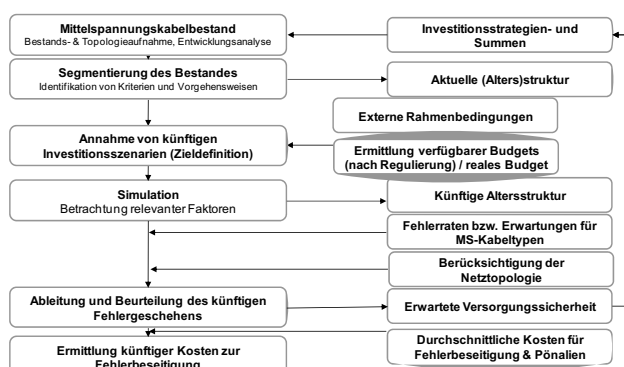 Mittelspannungskabelbestand
Bestands- & Topologieaufnahme, Entwicklungsanalyse
Investitionsstrategien- und
Summen
Segmentierung des Bestandes
Identifikation von Kriterien und Vorgehensweisen
Aktuelle (Alters)struktur
Externe Rahmenbedingungen
Annahme von künftigen
Investitionsszenarien (Zieldefinition)
Ermittlung verfügbarer Budgets
(nach Regulierung) / reales Budget
Simulation
Betrachtung relevanter Faktoren
Künftige Altersstruktur
Fehlerraten bzw. Erwartungen für
MS-Kabeltypen
Berücksichtigung der
Netztopologie
Ableitung und Beurteilung des künftigen
Fehlergeschehens
Erwartete Versorgungssicherheit
Durchschnittliche Kosten für
Fehlerbeseitigung & Pönalien
Ermittlung künftiger Kosten zur
Fehlerbeseitigung